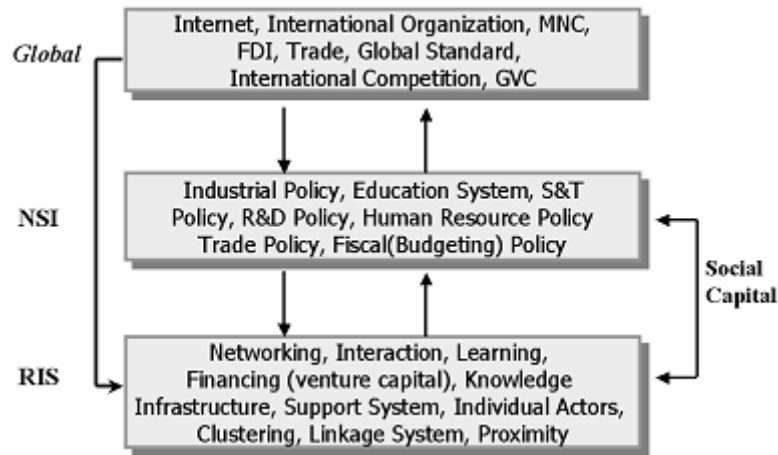 Internet, International Organization, MNC,
Global
FDI, Trade, Global Standard,
International Competition, GVC
Industrial Policy, Education System, S&T
NSI
Policy, R&D Policy, Human Resource Policy
Trade Policy, Fiscal(Budgeting) Policy
Social
Capital
Networking, Interaction, Learning,
RIS
Financing (venture capital), Knowledge
Infrastructure, Support System, Individual Actors,
Clustering, Linkage System, Proximity